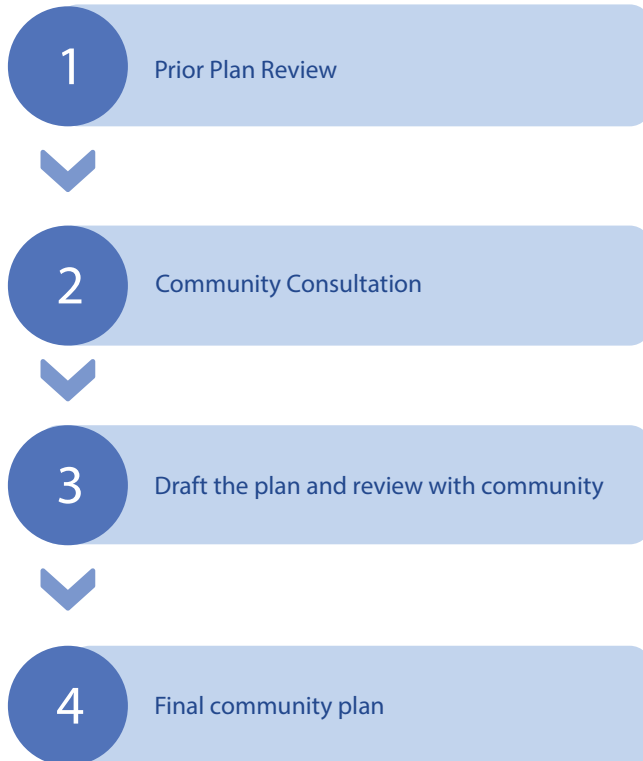 1
Prior Plan Review
2
Community Consultation
3
Draft the plan and review with community
4
Final community plan